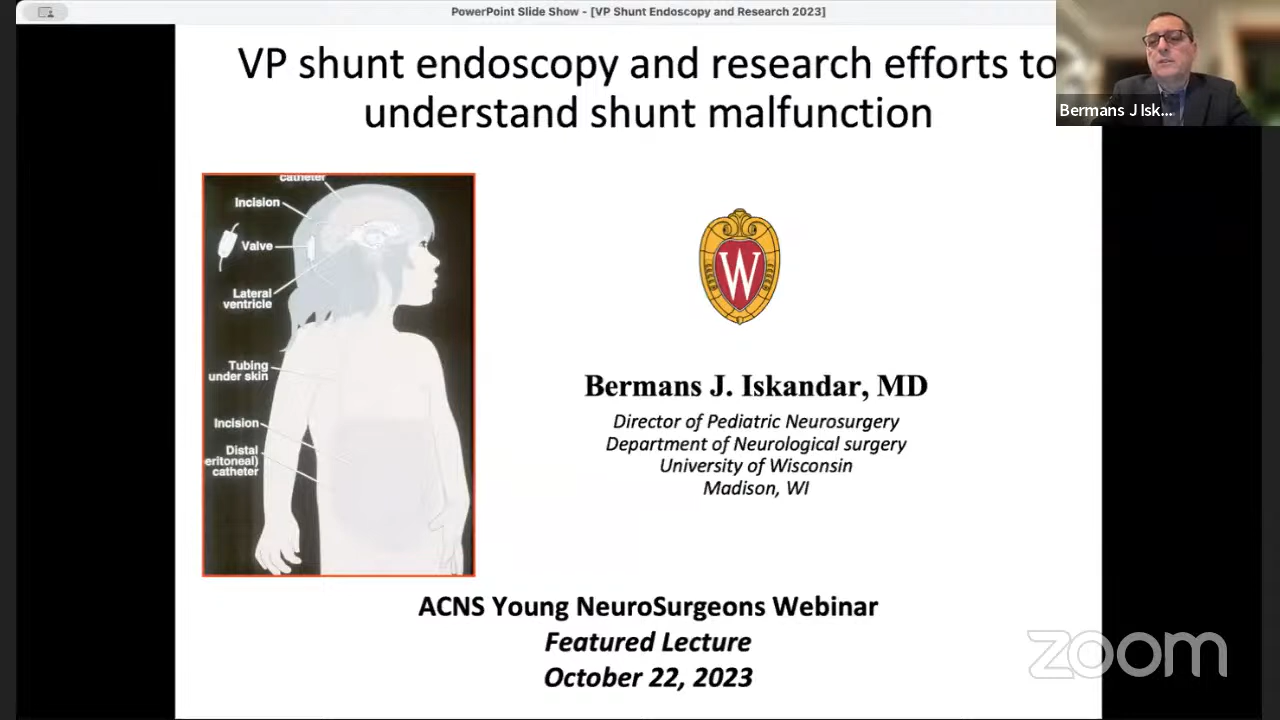 PowerPoint Slide Show - [VP Shunt Endoscopy and Research 2023]
VP shunt endoscopy and research efforts to
understand shunt malfunction
Bermans J Isk...
catheter
Incision
Valve
Lateral
ventricle
Tubing
under skin
Incision
Distal
eritoneal)
catheter
W
Bermans J. Iskandar, MD
Director of Pediatric Neurosurgery
Department of Neurological surgery
University of Wisconsin
Madison, WI
ACNS Young NeuroSurgeons Webinar
Featured Lecture
October 22, 2023
zoom